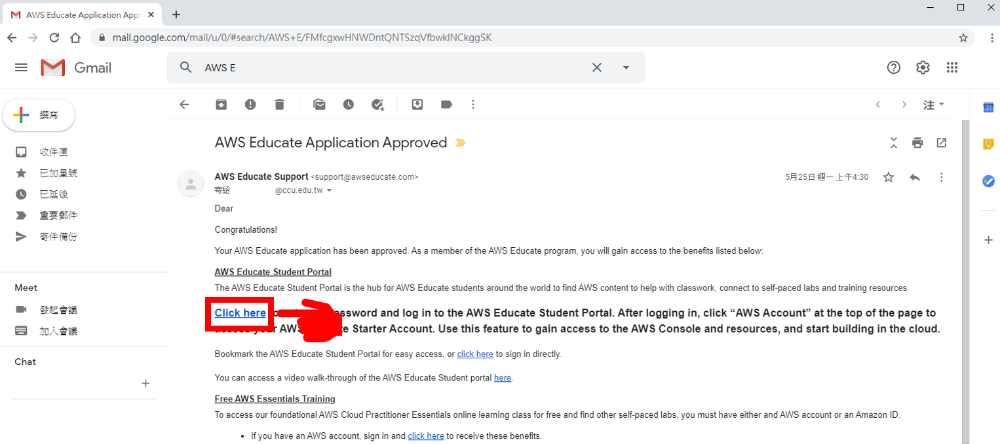 AWS Educate Application Appr
mail.google.com/mail/u/0/#search/AWS+E/FMfcgxwHNWDntQNTSzqVfbwklNCkggSK
Gmail
AWS E
撰寫
注
31
收件匣
已加星號
已延後
重要郵件
寄件備份
Meet
發起會議
加入會議
Chat
AWS Educate Application Approved
AWS Educate Support <support@awseducate.com>
5月25日 週一 上午4:30
寄給 @ccu.edu.tw
Dear
Congratulations!
Your AWS Educate application has been approved. As a member of the AWS Educate program, you will gain access to the benefits listed below:
AWS Educate Student Portal
The AWS Educate Student Portal is the hub for AWS Educate students around the world to find AWS content to help with classwork, connect to self-paced labs and training resources.
Click here assword and log in to the AWS Educate Student Portal. After logging in, click “AWS Account” at the top of the page to
access your AWS te Starter Account. Use this feature to gain access to the AWS Console and resources, and start building in the cloud.
Bookmark the AWS Educate Student Portal for easy access, or click here to sign in directly.
You can access a video walk-through of the AWS Educate Student portal here.
Free AWS Essentials Training
To access our foundational AWS Cloud Practitioner Essentials online learning class for free and find other self-paced labs, you must have either and AWS account or an Amazon ID.
• If you have an AWS account, sign in and click here to receive these benefits.